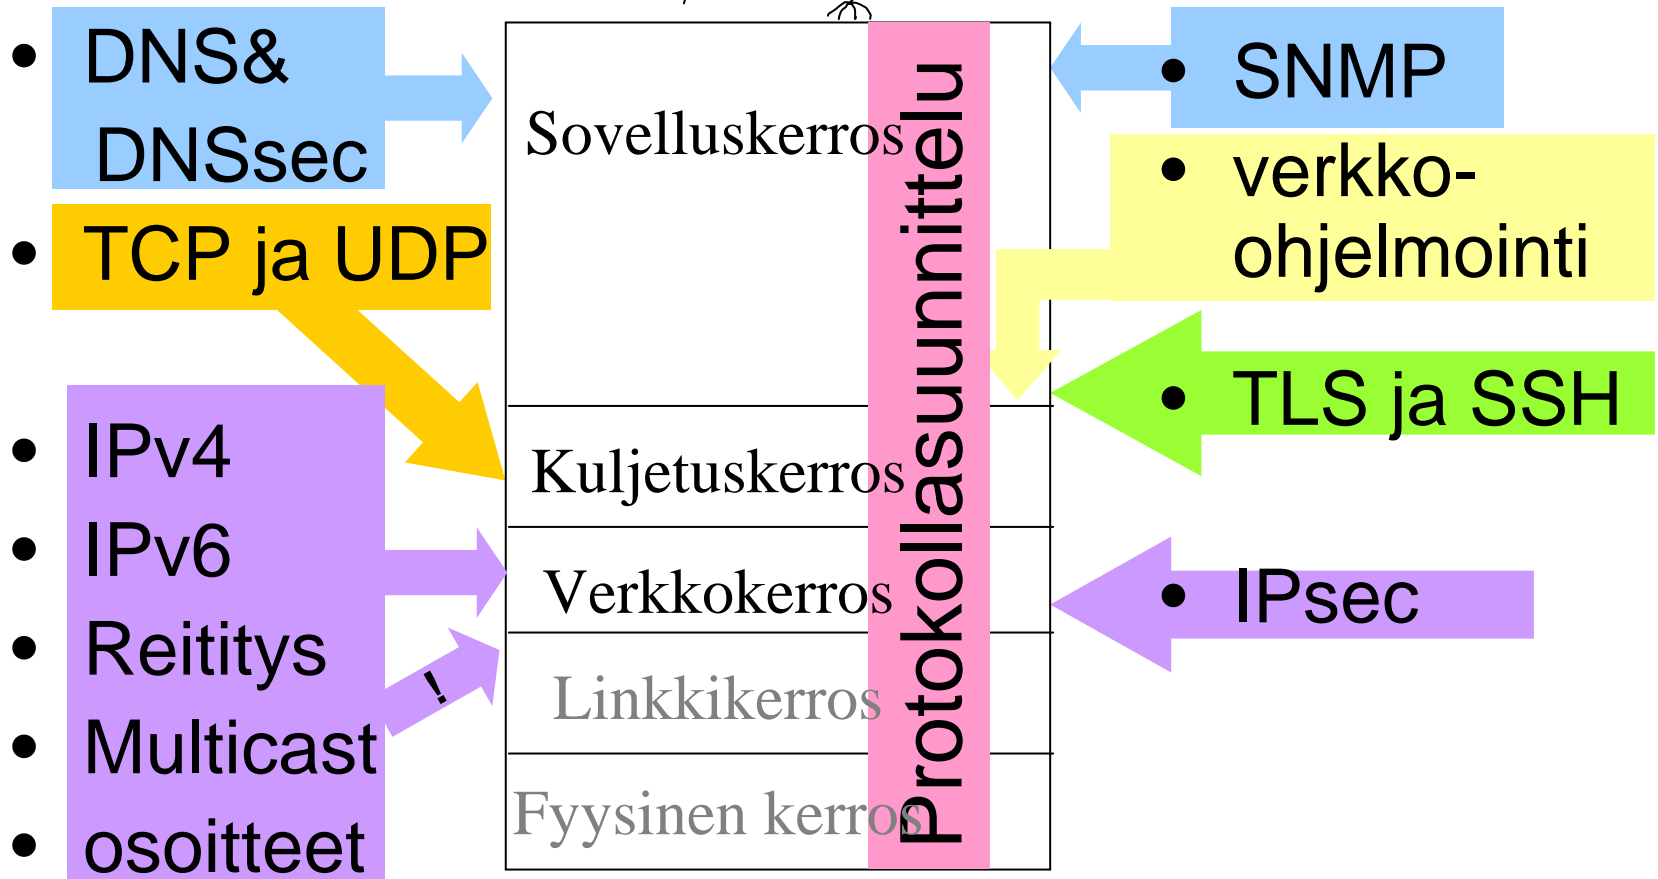 • DNS&
DNSsec
• TCP ja UDP
• IPv4
• IPv6
• Reititys
• Multicast
• osoitteet
!
Sovelluskerros
Kuljetuskerros
Verkkokerros
Linkkikerros
Fyysinen kerros
Protokollasuunnittelu
• SNMP
• verkko-
ohjelmointi
• TLS ja SSH
• IPsec